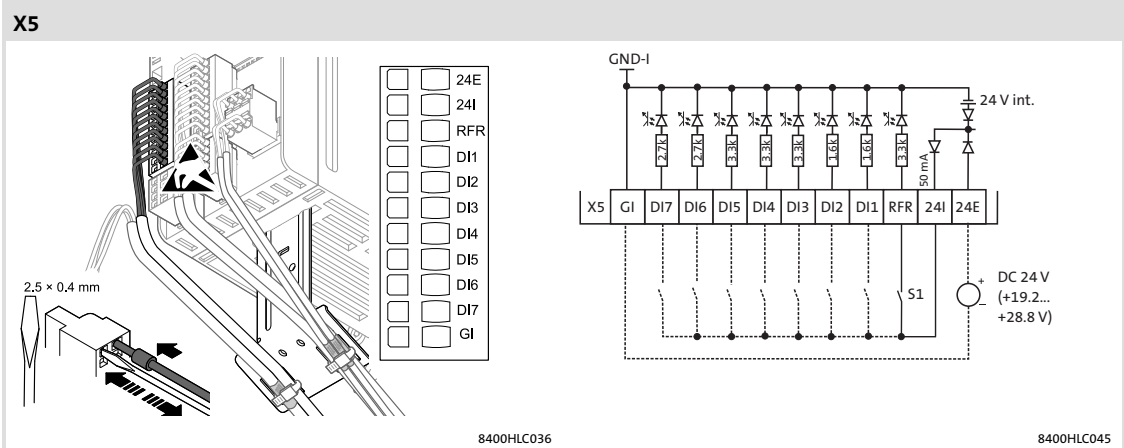 X5
24E
24I
RFR
DI1
DI2
DI3
DI4
DI5
DI6
DI7
GI
2.5 × 0.4 mm
8400HLC036
GND-I
24 V int.
2.7k
2.7k
3.3k
3.3k
3.3k
1.6k
1.6k
3.3k
50 mA
X5 GI DI7 DI6 DI5 DI4 DI3 DI2 DI1 RFR 24I 24E
S1
+
–
DC 24 V
(+19.2...
+28.8 V)
8400HLC045